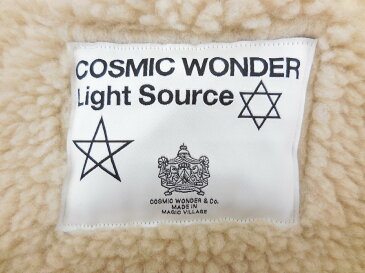 COSMIC WONDER
Light Source
COSMIC WONDER & Co.
MADE IN
MAGIC VILLAGE